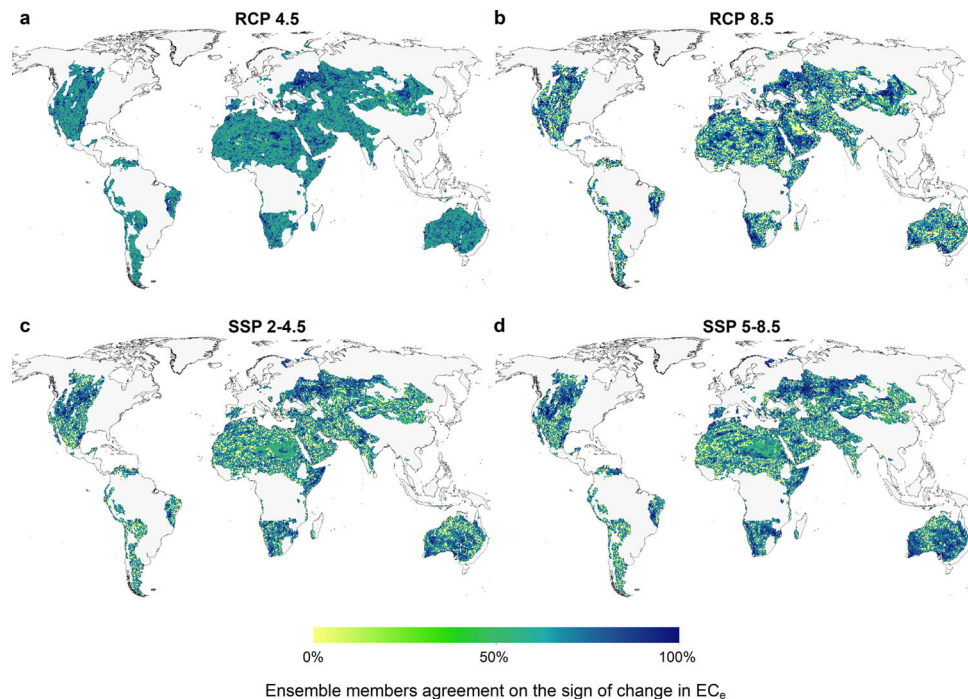 a
RCP 4.5
b
RCP 8.5
c
SSP 2-4.5
d
SSP 5-8.5
0%
50%
100%
Ensemble members agreement on the sign of change in ECe